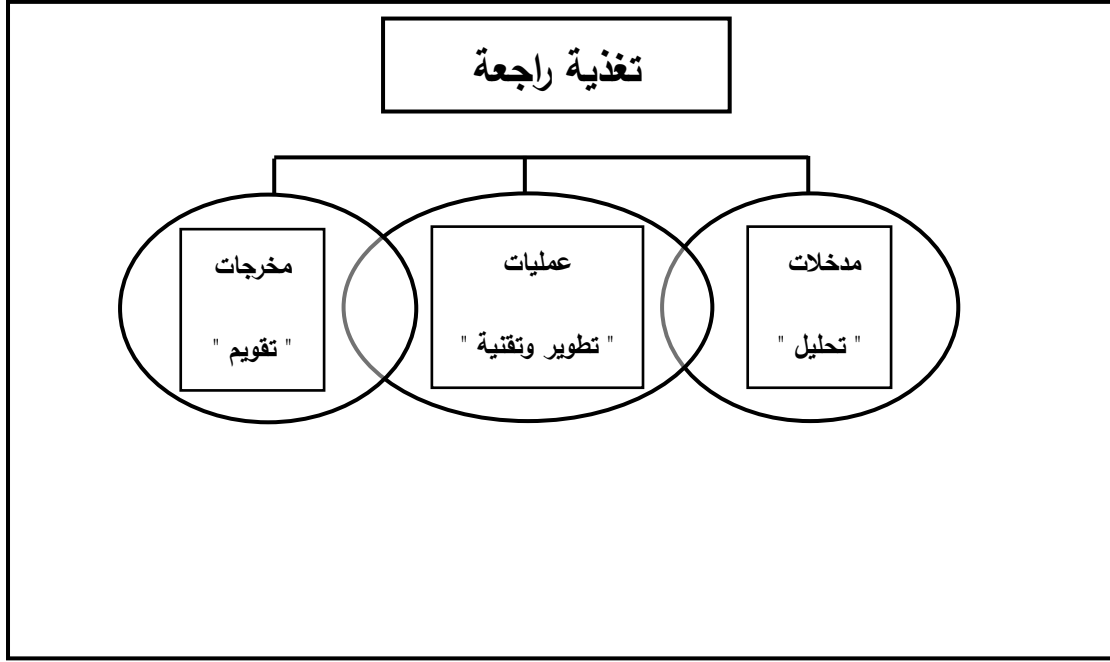 تغذية راجعة
مدخلات
" تحليل "
عمليات
" تطوير وتقنية "
مخرجات
" تقويم "